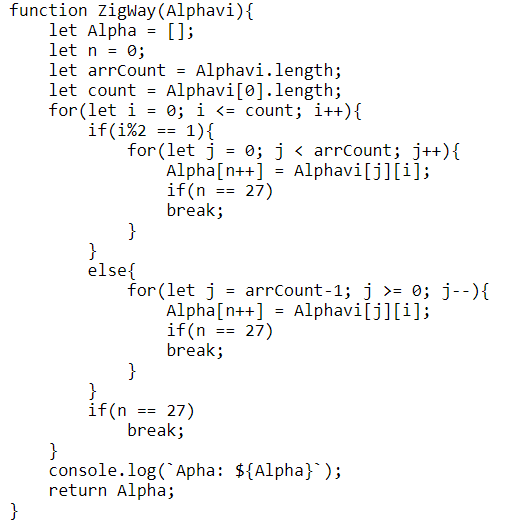 function ZigWay(Alphavi){
    let Alpha = [];
    let n = 0;
    let arrCount = Alphavi.length;
    let count = Alphavi[0].length;
    for(let i = 0; i <= count; i++){
        if(i%2 == 1){
            for(let j = 0; j < arrCount; j++){
                Alpha[n++] = Alphavi[j][i];
                if(n == 27)
                break;
            }
        }
        else{
            for(let j = arrCount-1; j >= 0; j--){
                Alpha[n++] = Alphavi[j][i];
                if(n == 27)
                break;
            }
        }
        if(n == 27)
            break;
    }
    console.log(`Apha: ${Alpha}`);
    return Alpha;
}